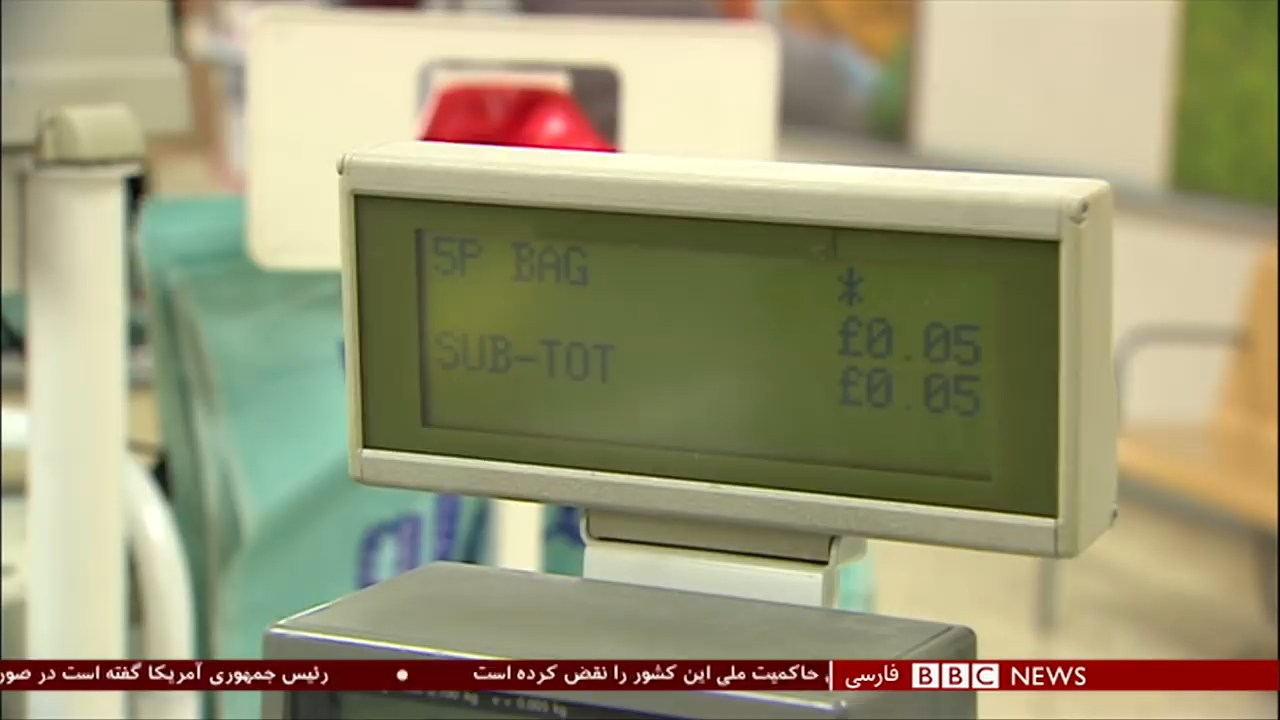 5P BAG *
£0.05
SUB-TOT £0.05
رئیس جمهوری آمریکا گفته است در ● حاکمیت ملی این کشور را نقض کرده است
فارسی BBC NEWS